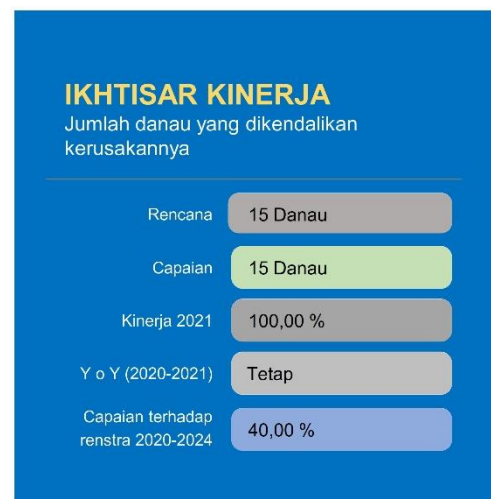 IKHTISAR KINERJA
Jumlah danau yang dikendalikan
kerusakannya
Rencana 15 Danau
Capaian 15 Danau
Kinerja 2021 100,00 %
Y o Y (2020-2021) Tetap
Capaian terhadap
renstra 2020-2024 40,00 %